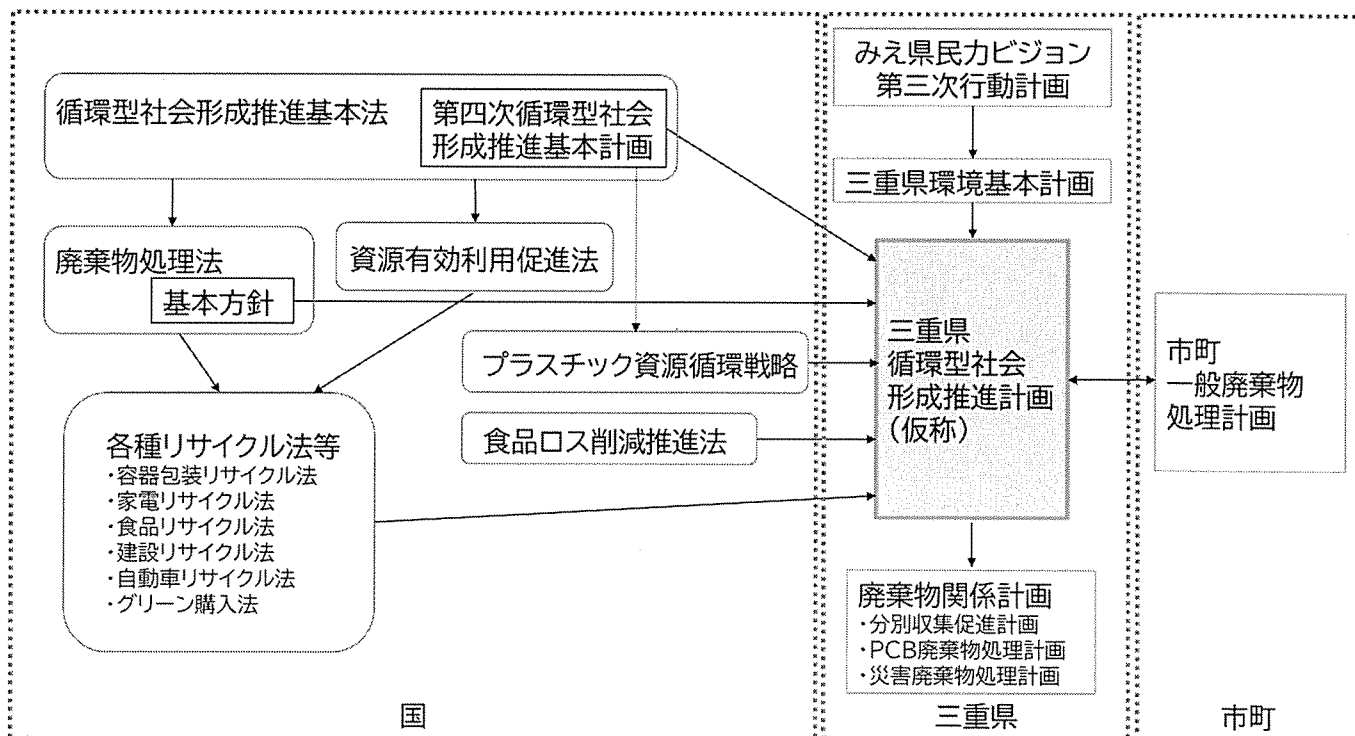 循環型社会形成推進基本法
第四次循環型社会
形成推進基本計画
廃棄物処理法
基本方針
資源有効利用促進法
プラスチック資源循環戦略
食品ロス削減推進法
各種リサイクル法等
・容器包装リサイクル法
・家電リサイクル法
・食品リサイクル法
・建設リサイクル法
・自動車リサイクル法
・グリーン購入法
国
みえ県民力ビジョン
第三次行動計画
三重県環境基本計画
三重県
循環型社会
形成推進計画
（仮称）
廃棄物関係計画
・分別収集促進計画
・PCB廃棄物処理計画
・災害廃棄物処理計画
三重県
市町
一般廃棄物
処理計画
市町